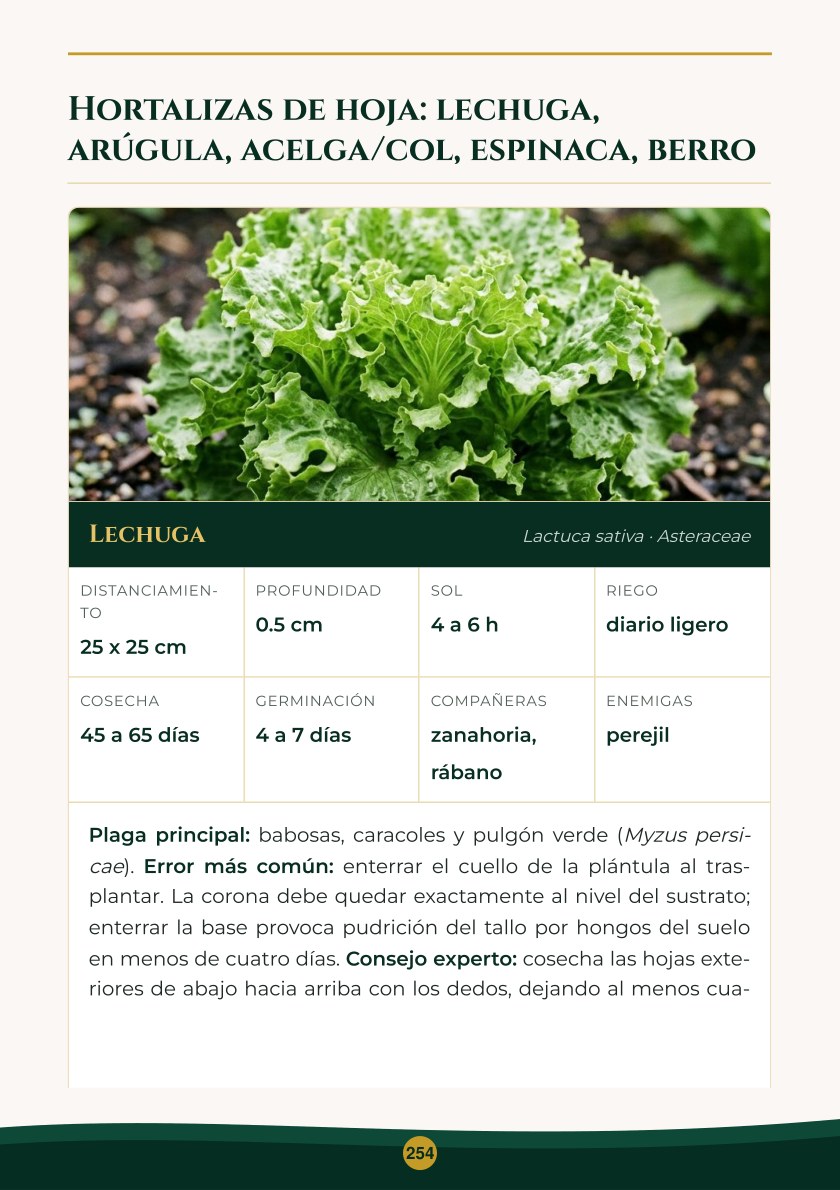 Hortalizas de hoja: lechuga,
arúgula, acelga/col, espinaca, berro
Lechuga
Lactuca sativa · Asteraceae
DISTANCIAMIEN-
TO
25 x 25 cm
PROFUNDIDAD
0.5 cm
SOL
4 a 6 h
RIEGO
diario ligero
COSECHA
45 a 65 días
GERMINACIÓN
4 a 7 días
COMPAÑERAS
zanahoria,
rábano
ENEMIGAS
perejil
Plaga principal: babosas, caracoles y pulgón verde (Myzus persi-
cae). Error más común: enterrar el cuello de la plántula al tras-
plantar. La corona debe quedar exactamente al nivel del sustrato;
enterrar la base provoca pudrición del tallo por hongos del suelo
en menos de cuatro días. Consejo experto: cosecha las hojas exte-
riores de abajo hacia arriba con los dedos, dejando al menos cua-
254